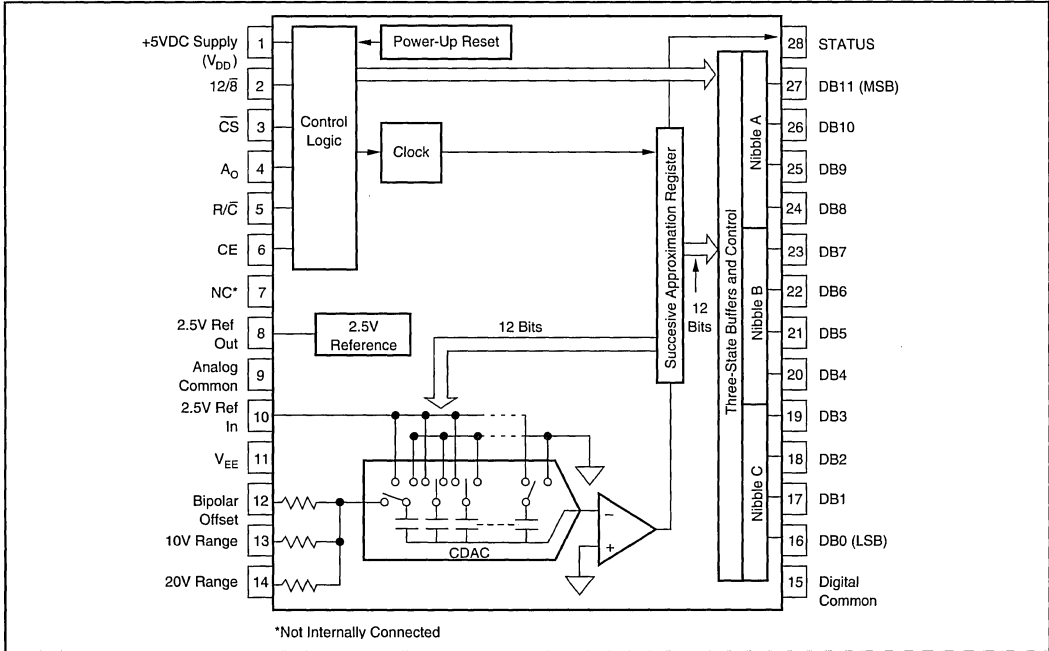 +5VDC Supply
(VDD)
1
12/8̅
2
C̅S̅
3
AO
4
R/C̅
5
CE
6
NC*
7
2.5V Ref
Out
8
Analog
Common
9
2.5V Ref
In
10
VEE
11
Bipolar
Offset
12
10V Range
13
20V Range
14
Control
Logic
Power-Up Reset
Clock
2.5V
Reference
12 Bits
CDAC
−
+
Succesive Approximation Register
12
Bits
Three-State Buffers and Control
Nibble A
Nibble B
Nibble C
28 STATUS
27 DB11 (MSB)
26 DB10
25 DB9
24 DB8
23 DB7
22 DB6
21 DB5
20 DB4
19 DB3
18 DB2
17 DB1
16 DB0 (LSB)
15 Digital
Common
*Not Internally Connected